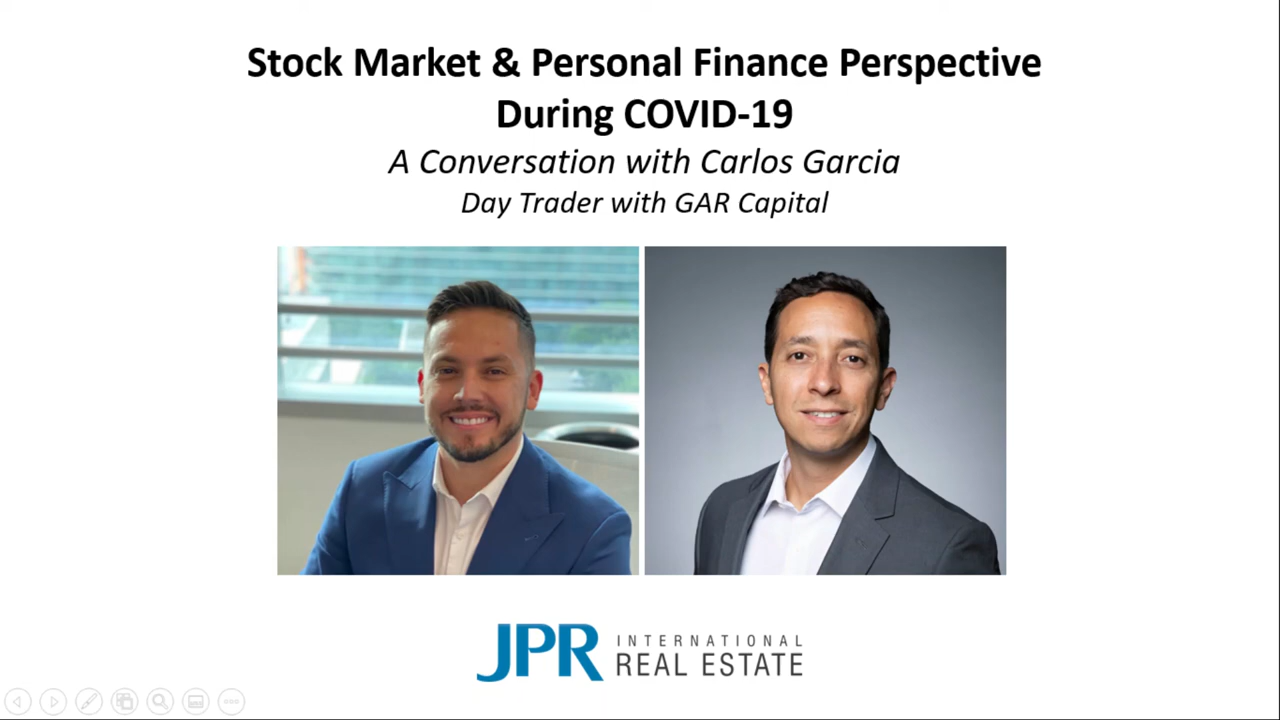 Stock Market & Personal Finance Perspective
During COVID-19
A Conversation with Carlos Garcia
Day Trader with GAR Capital
JPR INTERNATIONAL
REAL ESTATE